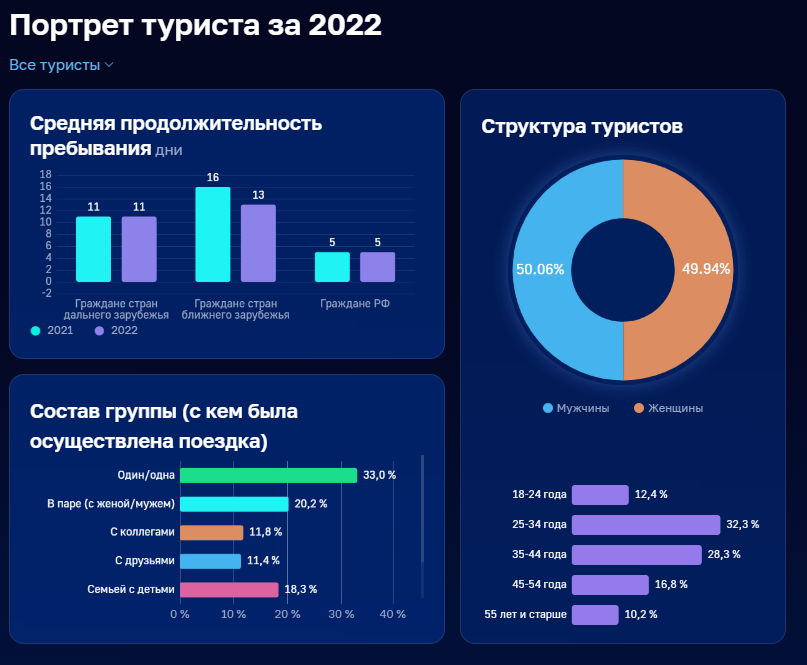 Портрет туриста за 2022
Все туристы
Средняя продолжительность
пребывания дни
18
16
14
12
10
8
6
4
2
0
-2
11
11
16
13
5
5
Граждане стран
дальнего зарубежья
Граждане стран
ближнего зарубежья
Граждане РФ
2021
2022
Состав группы (с кем была
осуществлена поездка)
Один/одна 33,0 %
В паре (с женой/мужем) 20,2 %
С коллегами 11,8 %
С друзьями 11,4 %
Семьей с детьми 18,3 %
0 % 10 % 20 % 30 % 40 %
Структура туристов
50.06% 49.94%
Мужчины Женщины
18-24 года 12,4 %
25-34 года 32,3 %
35-44 года 28,3 %
45-54 года 16,8 %
55 лет и старше 10,2 %